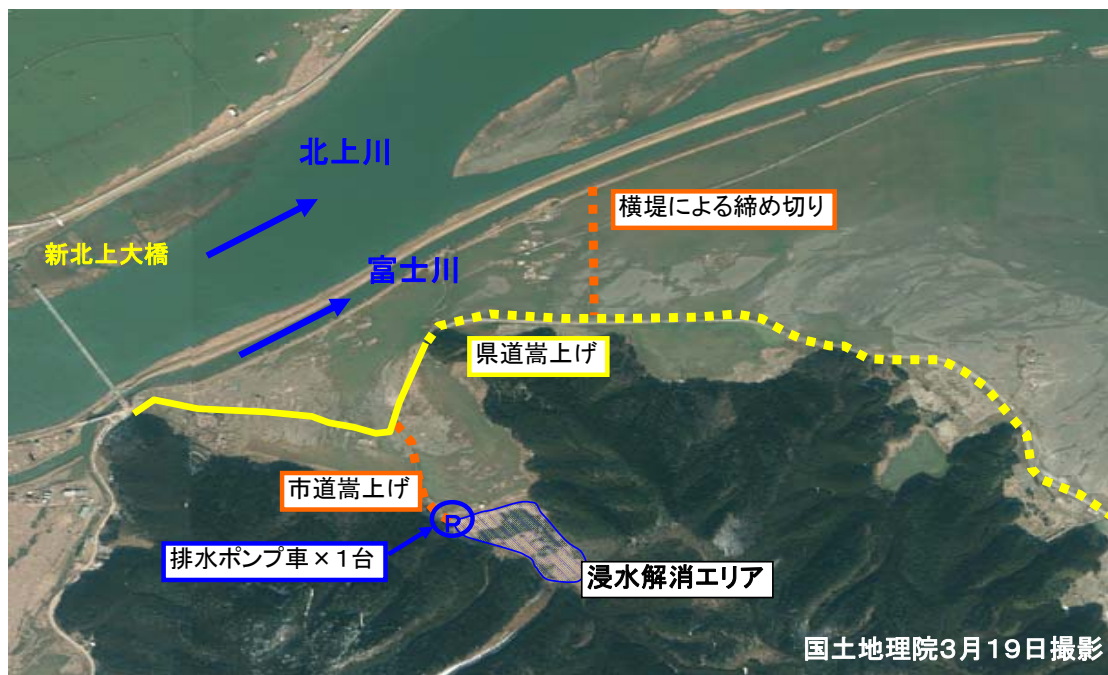 北上川
横堤による締め切り
新北上大橋
富士川
県道嵩上げ
市道嵩上げ
P
排水ポンプ車×1台
浸水解消エリア
国土地理院3月19日撮影